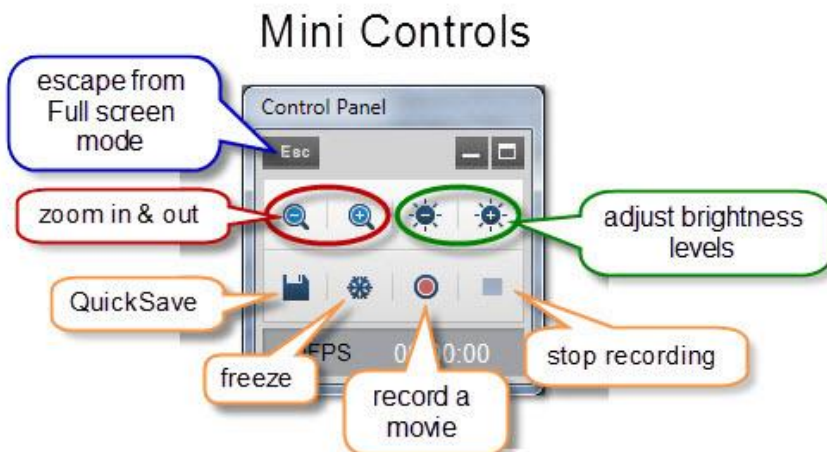 Mini Controls
escape from
Full screen
mode
Control Panel
Esc
zoom in & out
adjust brightness
levels
QuickSave
freeze
record a
movie
stop recording